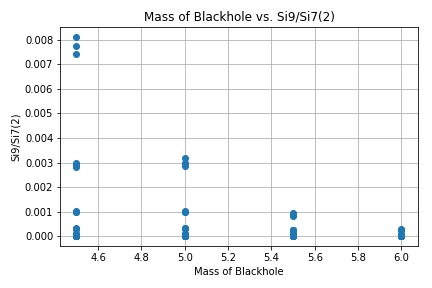 Mass of Blackhole vs. Si9/Si7(2)
0.008
0.007
0.006
0.005
0.004
0.003
0.002
0.001
0.000
Si9/Si7(2)
4.6 4.8 5.0 5.2 5.4 5.6 5.8 6.0
Mass of Blackhole